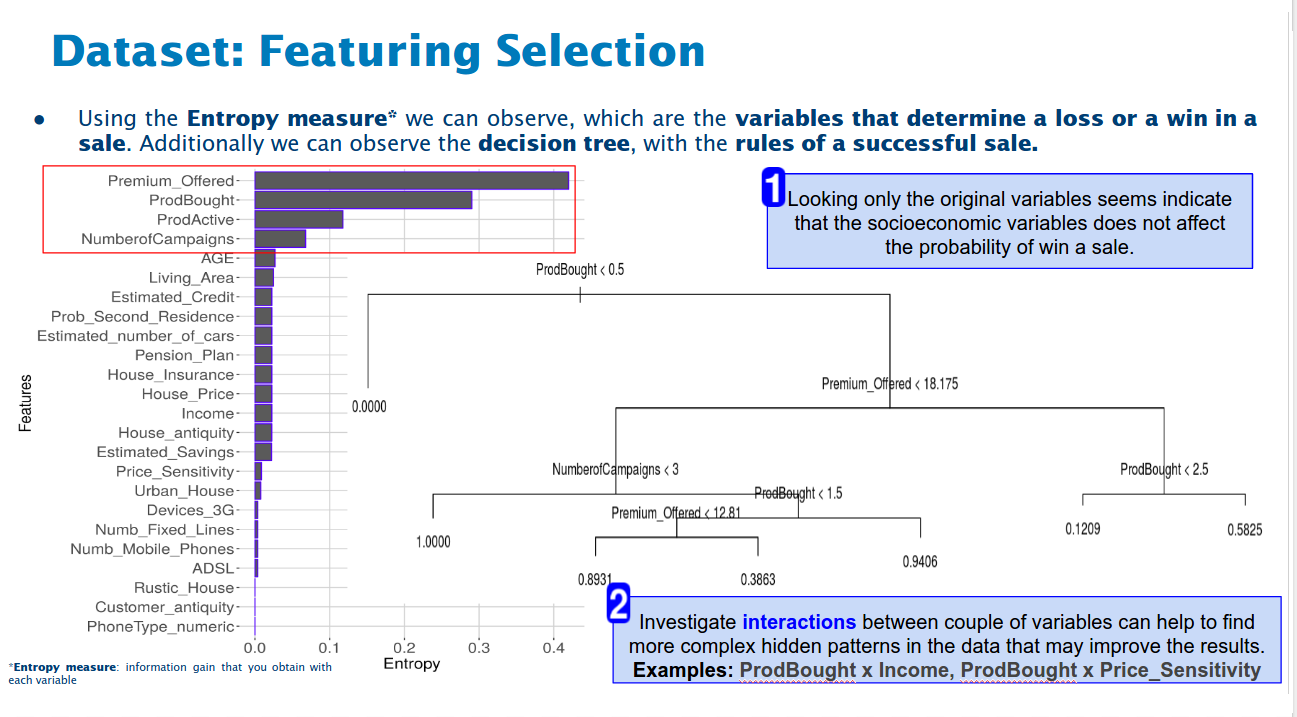 Dataset: Featuring Selection
● Using the Entropy measure* we can observe, which are the variables that determine a loss or a win in a
sale. Additionally we can observe the decision tree, with the rules of a successful sale.
Premium_Offered
ProdBought
ProdActive
NumberofCampaigns
AGE
Living_Area
Estimated_Credit
Prob_Second_Residence
Estimated_number_of_cars
Pension_Plan
House_Insurance
House_Price
Income
House_antiquity
Estimated_Savings
Price_Sensitivity
Urban_House
Devices_3G
Numb_Fixed_Lines
Numb_Mobile_Phones
ADSL
Rustic_House
Customer_antiquity
PhoneType_numeric
Features
0.0 0.1 0.2 0.3 0.4
Entropy
*Entropy measure: information gain that you obtain with
each variable
1
Looking only the original variables seems indicate
that the socioeconomic variables does not affect
the probability of win a sale.
ProdBought < 0.5
0.0000
Premium_Offered < 18.175
NumberofCampaigns < 3
ProdBought < 2.5
ProdBought < 1.5
Premium_Offered < 12.81
1.0000
0.1209
0.5825
0.9406
0.8931
0.3863
2
Investigate interactions between couple of variables can help to find
more complex hidden patterns in the data that may improve the results.
Examples: ProdBought x Income, ProdBought x Price_Sensitivity